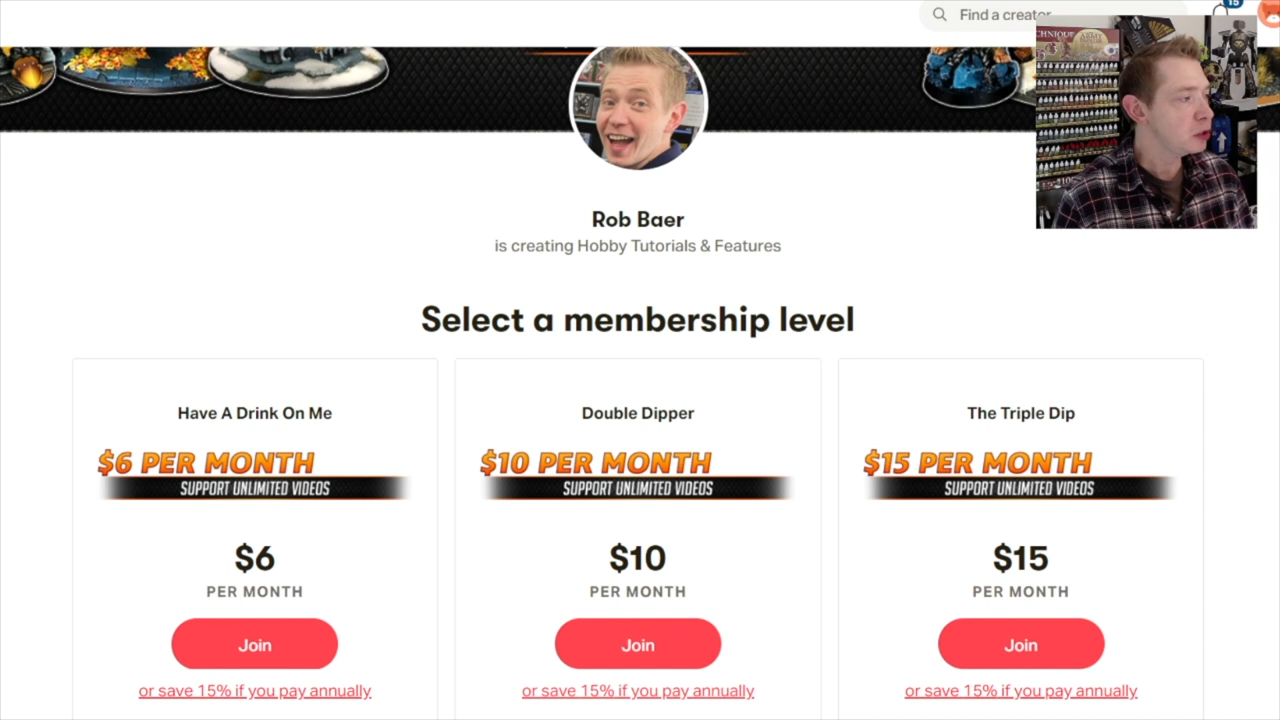 Find a creator
15
Rob Baer
is creating Hobby Tutorials & Features
Select a membership level
Have A Drink On Me
$6 PER MONTH
SUPPORT UNLIMITED VIDEOS
$6
PER MONTH
Join
or save 15% if you pay annually
Double Dipper
$10 PER MONTH
SUPPORT UNLIMITED VIDEOS
$10
PER MONTH
Join
or save 15% if you pay annually
The Triple Dip
$15 PER MONTH
SUPPORT UNLIMITED VIDEOS
$15
PER MONTH
Join
or save 15% if you pay annually